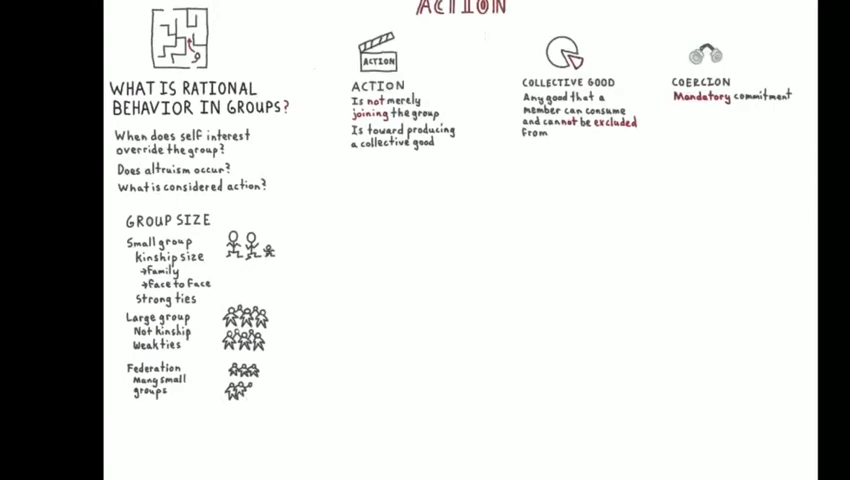 ACTION
WHAT IS RATIONAL
BEHAVIOR IN GROUPS?
When does self interest
override the group?
Does altruism occur?
What is considered action?
GROUP SIZE
Small group
Kinship size
→Family
→Face to Face
Strong ties
Large group
Not kinship
Weak ties
Federation
Many small
groups
ACTION
ACTION
Is not merely
joining the group
Is toward producing
a collective good
COLLECTIVE GOOD
Any good that a
member can consume
and cannot be excluded
from
COERCION
Mandatory commitment